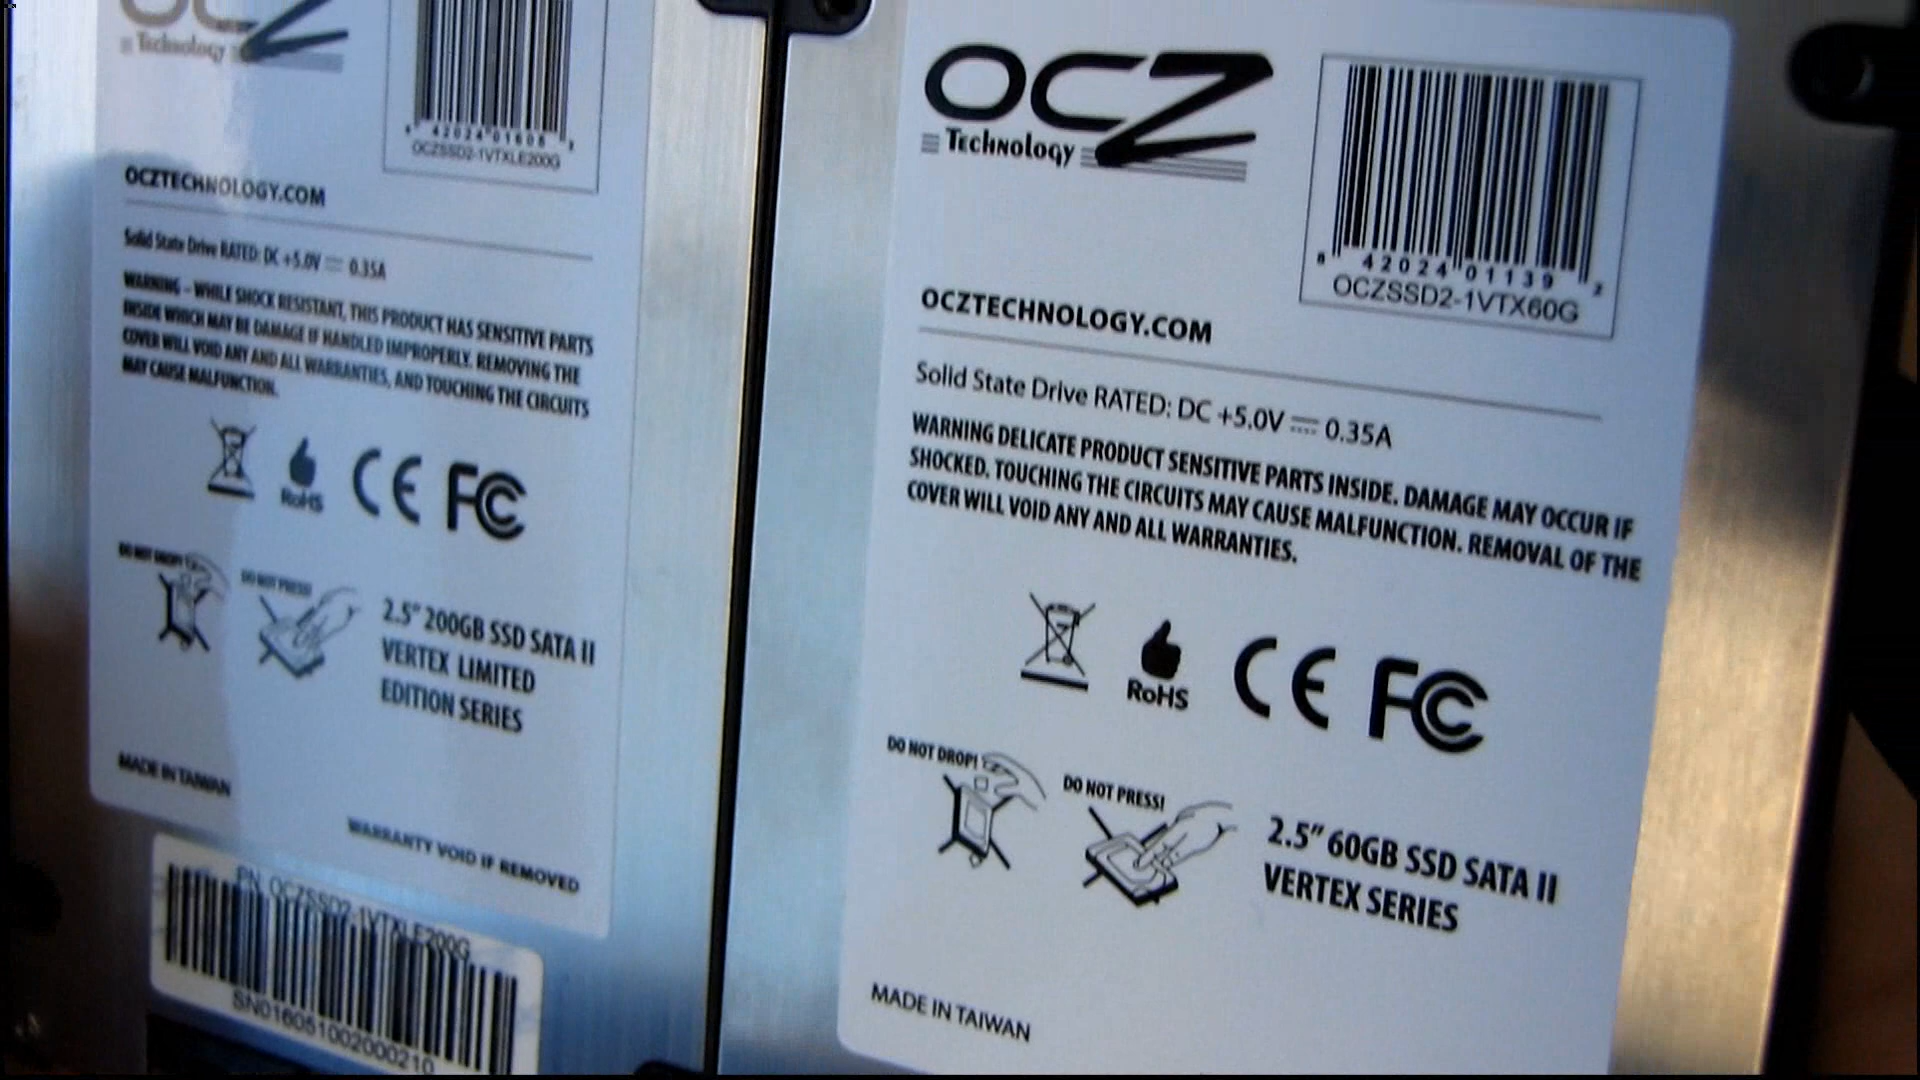 OCZ
Technology
8 42024 01608 2
OCZSSD2-1VTXLE200G
OCZTECHNOLOGY.COM
Solid State Drive RATED: DC +5.0V 0.35A
WARNING – WHILE SHOCK RESISTANT, THIS PRODUCT HAS SENSITIVE PARTS
INSIDE WHICH MAY BE DAMAGE IF HANDLED IMPROPERLY. REMOVING THE
COVER WILL VOID ANY AND ALL WARRANTIES, AND TOUCHING THE CIRCUITS
MAY CAUSE MALFUNCTION.
RoHS
CE FC
DO NOT DROP!
DO NOT PRESS
2.5" 200GB SSD SATA II
VERTEX LIMITED
EDITION SERIES
MADE IN TAIWAN
WARRANTY VOID IF REMOVED
PN OCZSSD2-1VTXLE200G
SN016051002000210
OCZ
Technology
8 42024 01139 2
OCZSSD2-1VTX60G
OCZTECHNOLOGY.COM
Solid State Drive RATED: DC +5.0V 0.35A
WARNING DELICATE PRODUCT SENSITIVE PARTS INSIDE. DAMAGE MAY OCCUR IF
SHOCKED. TOUCHING THE CIRCUITS MAY CAUSE MALFUNCTION. REMOVAL OF THE
COVER WILL VOID ANY AND ALL WARRANTIES.
RoHS
CE FC
DO NOT DROP!
DO NOT PRESS!
2.5" 60GB SSD SATA II
VERTEX SERIES
MADE IN TAIWAN